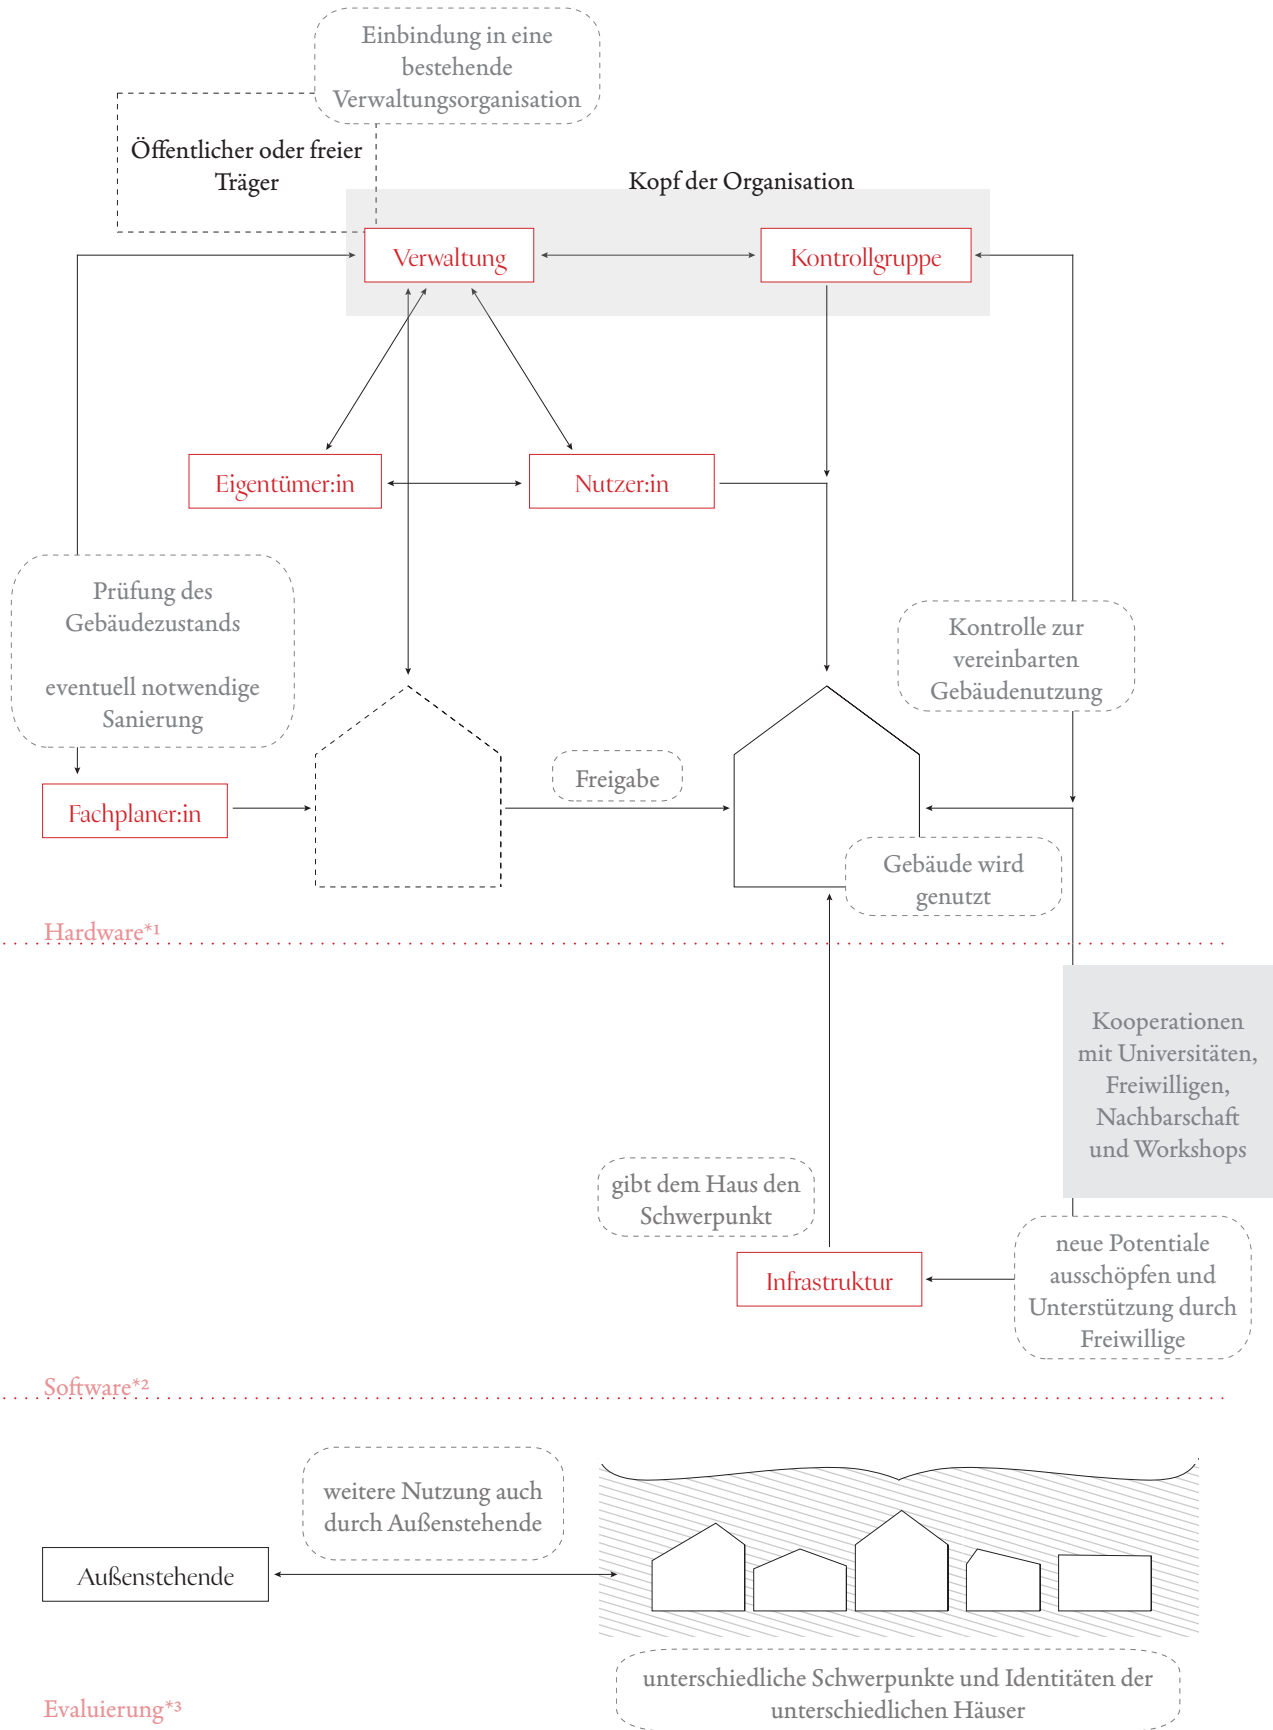 Einbindung in eine
bestehende
Verwaltungsorganisation
Öffentlicher oder freier
Träger
Kopf der Organisation
Verwaltung
Kontrollgruppe
Eigentümer:in
Nutzer:in
Prüfung des
Gebäudezustands
eventuell notwendige
Sanierung
Kontrolle zur
vereinbarten
Gebäudenutzung
Freigabe
Fachplaner:in
Gebäude wird
genutzt
Hardware*¹
Kooperationen
mit Universitäten,
Freiwilligen,
Nachbarschaft
und Workshops
gibt dem Haus den
Schwerpunkt
Infrastruktur
neue Potentiale
ausschöpfen und
Unterstützung durch
Freiwillige
Software*²
weitere Nutzung auch
durch Außenstehende
Außenstehende
unterschiedliche Schwerpunkte und Identitäten der
unterschiedlichen Häuser
Evaluierung*³